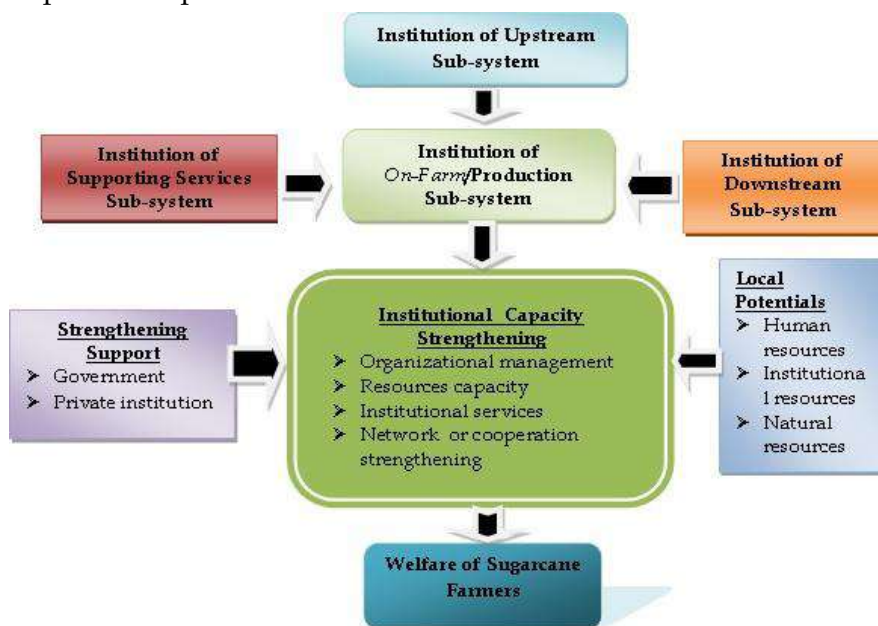 Institution of Upstream
Sub-system
Institution of
Supporting Services
Sub-system
Institution of
On-Farm/Production
Sub-system
Institution of
Downstream
Sub-system
Strengthening
Support
➢ Government
➢ Private institution
Institutional Capacity
Strengthening
➢ Organizational management
➢ Resources capacity
➢ Institutional services
➢ Network or cooperation
strengthening
Local
Potentials
➢ Human
resources
➢ Institutiona
l resources
➢ Natural
resources
Welfare of Sugarcane
Farmers